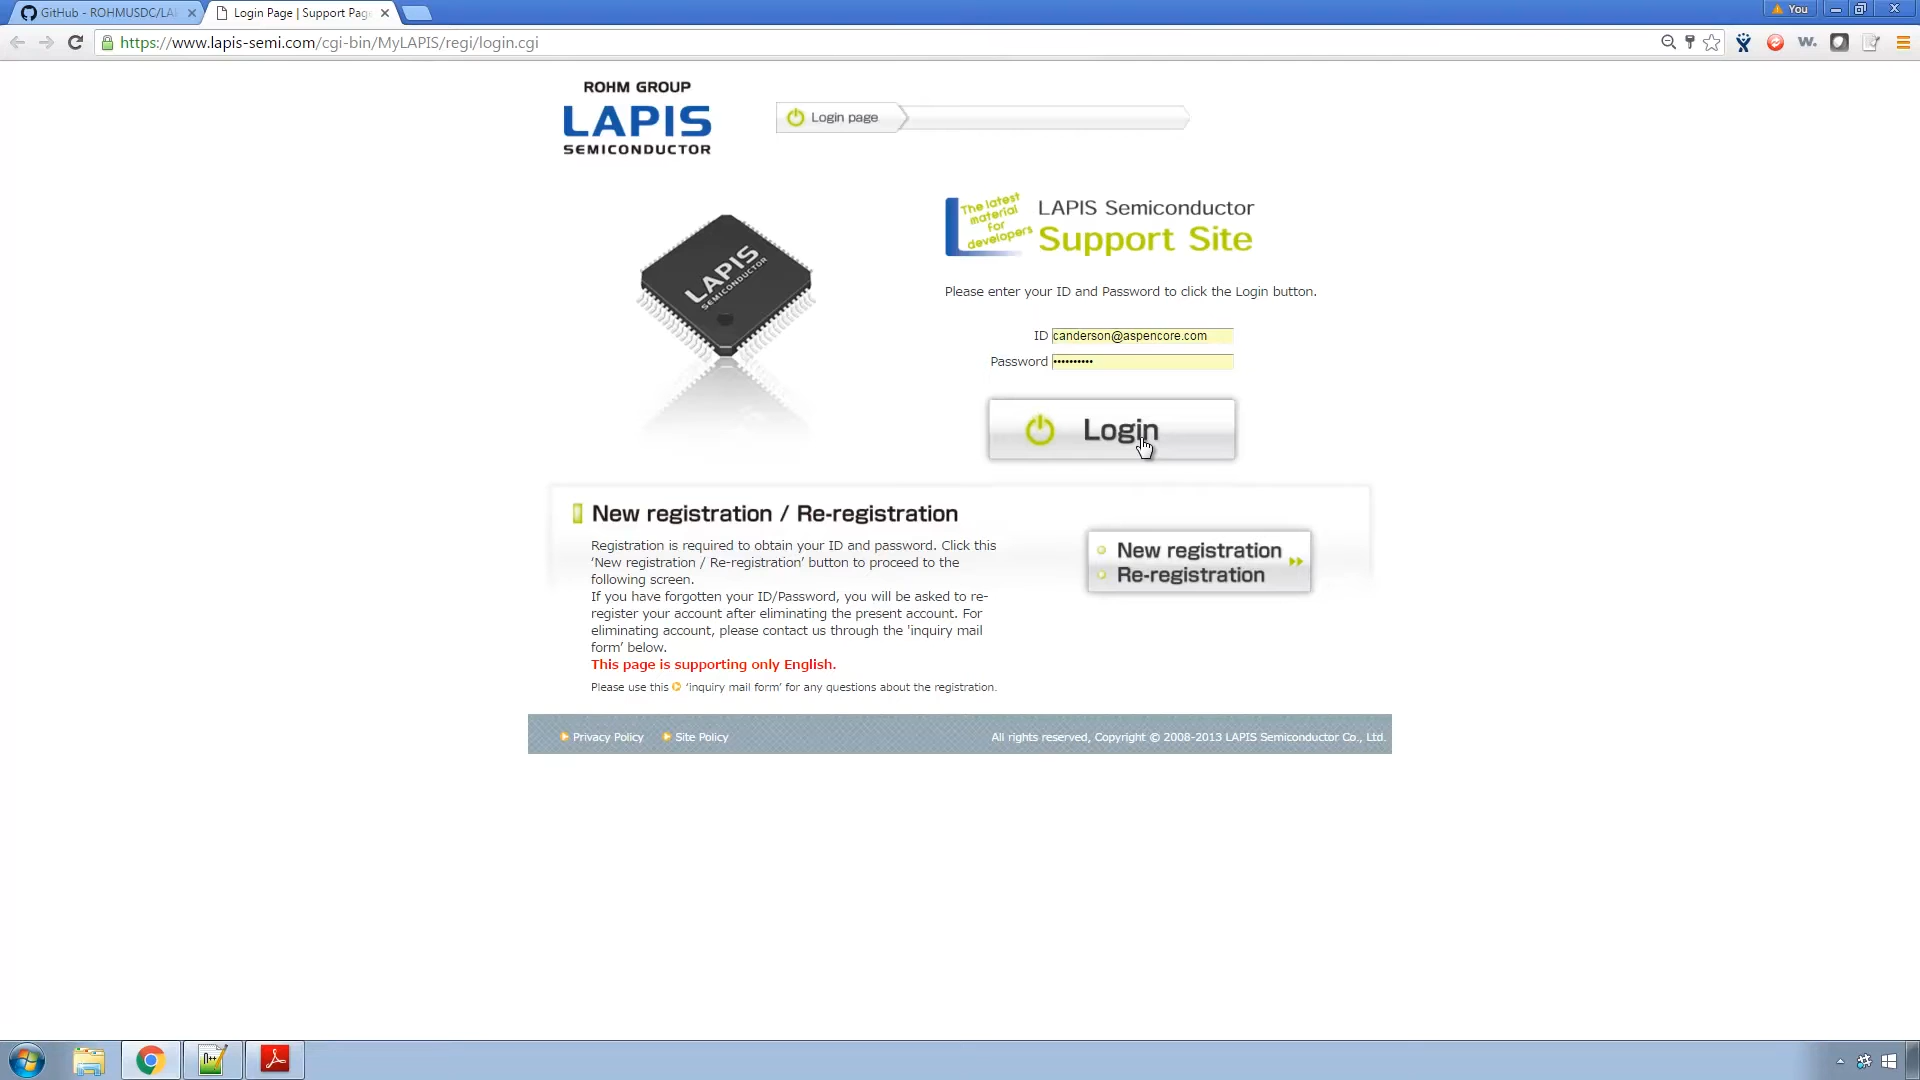 GitHub - ROHMUSDC/LA
Login Page | Support Pag
You
https://www.lapis-semi.com/cgi-bin/MyLAPIS/regi/login.cgi
w.
ROHM GROUP
LAPIS
SEMICONDUCTOR
Login page
LAPIS
SEMICONDUCTOR
The latest
material
for
developers
LAPIS Semiconductor
Support Site
Please enter your ID and Password to click the Login button.
ID canderson@aspencore.com
Password ••••••••••
Login
New registration / Re-registration
Registration is required to obtain your ID and password. Click this
‘New registration / Re-registration’ button to proceed to the
following screen.
If you have forgotten your ID/Password, you will be asked to re-
register your account after eliminating the present account. For
eliminating account, please contact us through the 'inquiry mail
form’ below.
This page is supporting only English.
Please use this ‘inquiry mail form’ for any questions about the registration.
New registration
Re-registration
Privacy Policy Site Policy All rights reserved, Copyright © 2008-2013 LAPIS Semiconductor Co., Ltd.